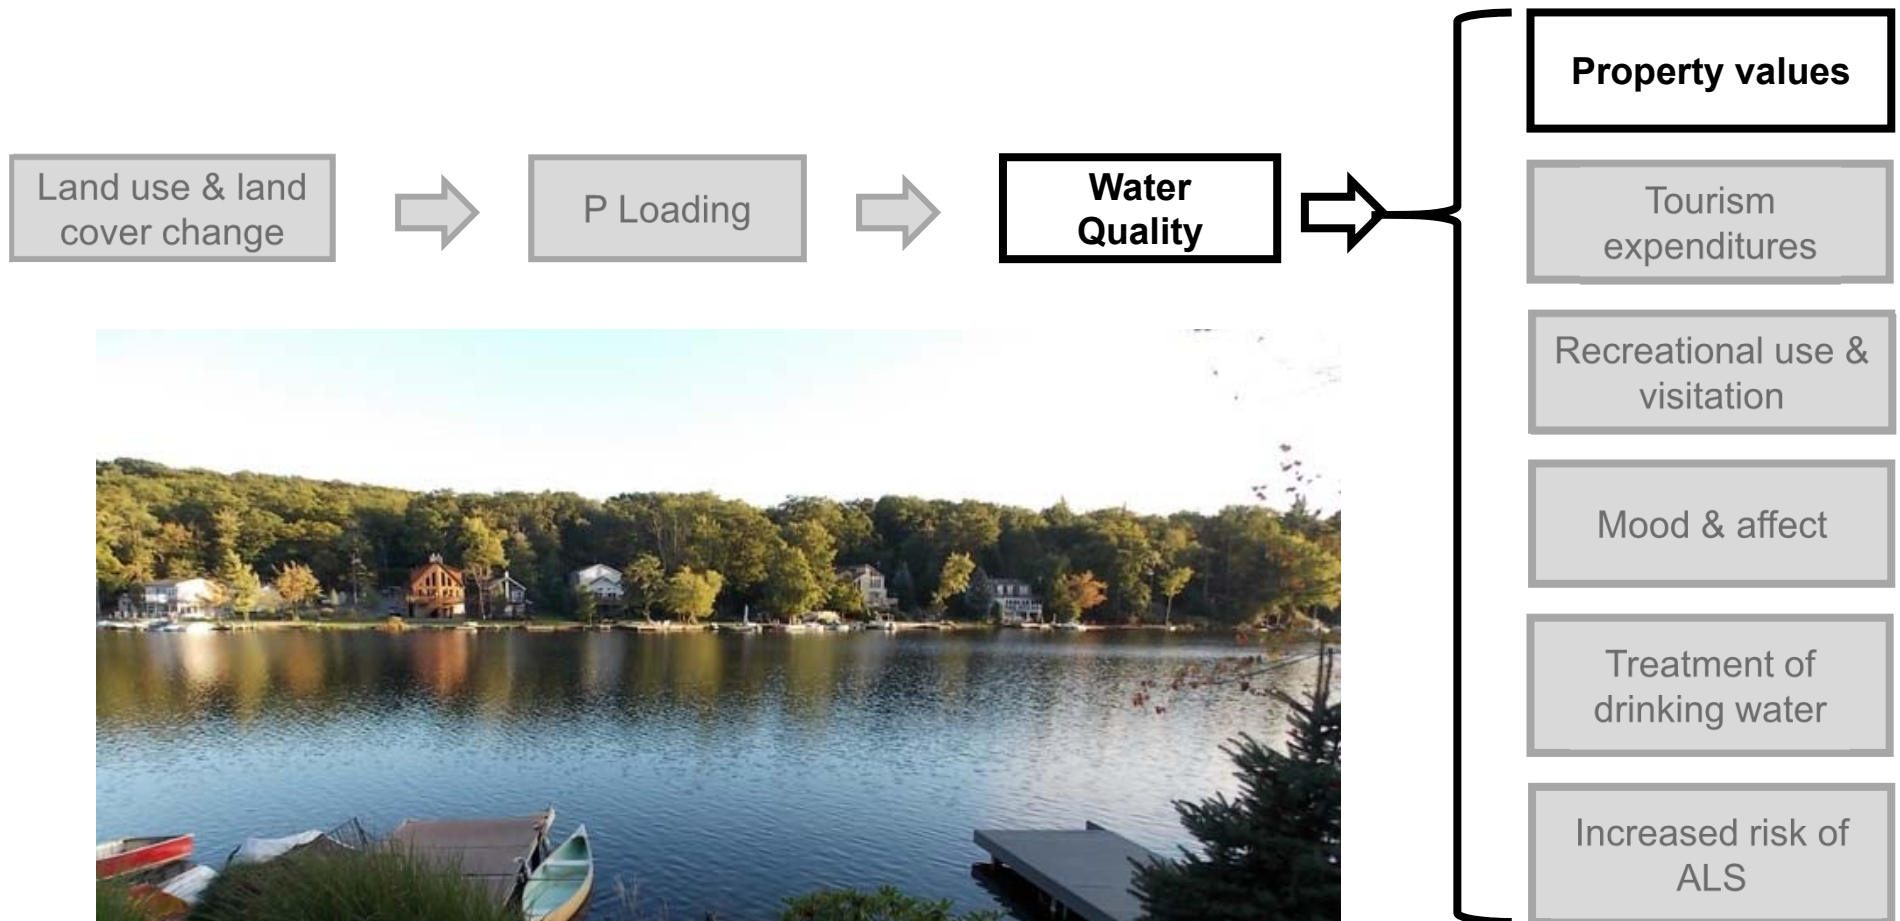 Land use & land
cover change
P Loading
Water
Quality
Property values
Tourism
expenditures
Recreational use &
visitation
Mood & affect
Treatment of
drinking water
Increased risk of
ALS